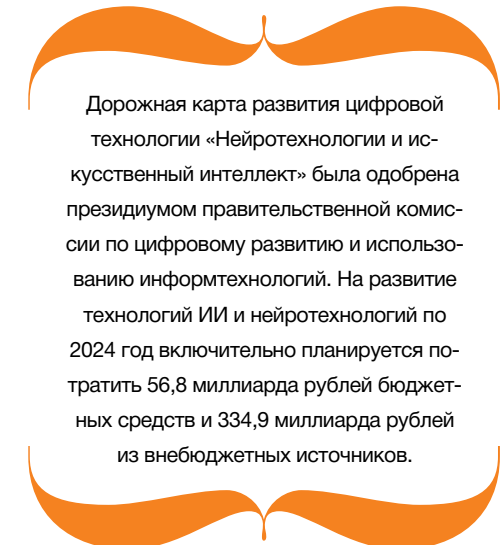 Дорожная карта развития цифровой
технологии «Нейротехнологии и ис-
кусственный интеллект» была одобрена
президиумом правительственной комис-
сии по цифровому развитию и использо-
ванию информтехнологий. На развитие
технологий ИИ и нейротехнологий по
2024 год включительно планируется по-
тратить 56,8 миллиарда рублей бюджет-
ных средств и 334,9 миллиарда рублей
из внебюджетных источников.